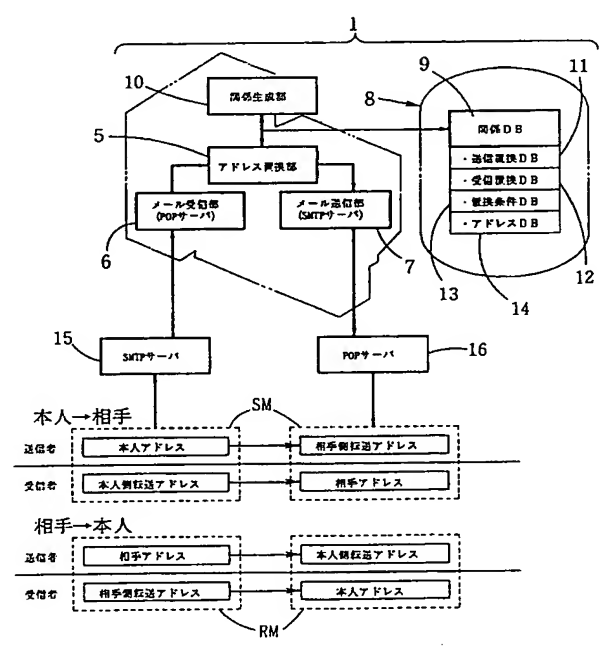 1
10
関係生成部
9
8
11
関係DB
5
アドレス置換部
・送信置換DB
・受信置換DB
・置換条件DB
・アドレスDB
メール受信部
(POPサーバ)
メール送信部
(SMTPサーバ)
6
7
13
12
14
15
SMTPサーバ
POPサーバ
16
SM
本人→相手
送信者
本人アドレス
相手側転送アドレス
受信者
本人側転送アドレス
相手アドレス
相手→本人
送信者
相手アドレス
本人側転送アドレス
受信者
相手側転送アドレス
本人アドレス
RM